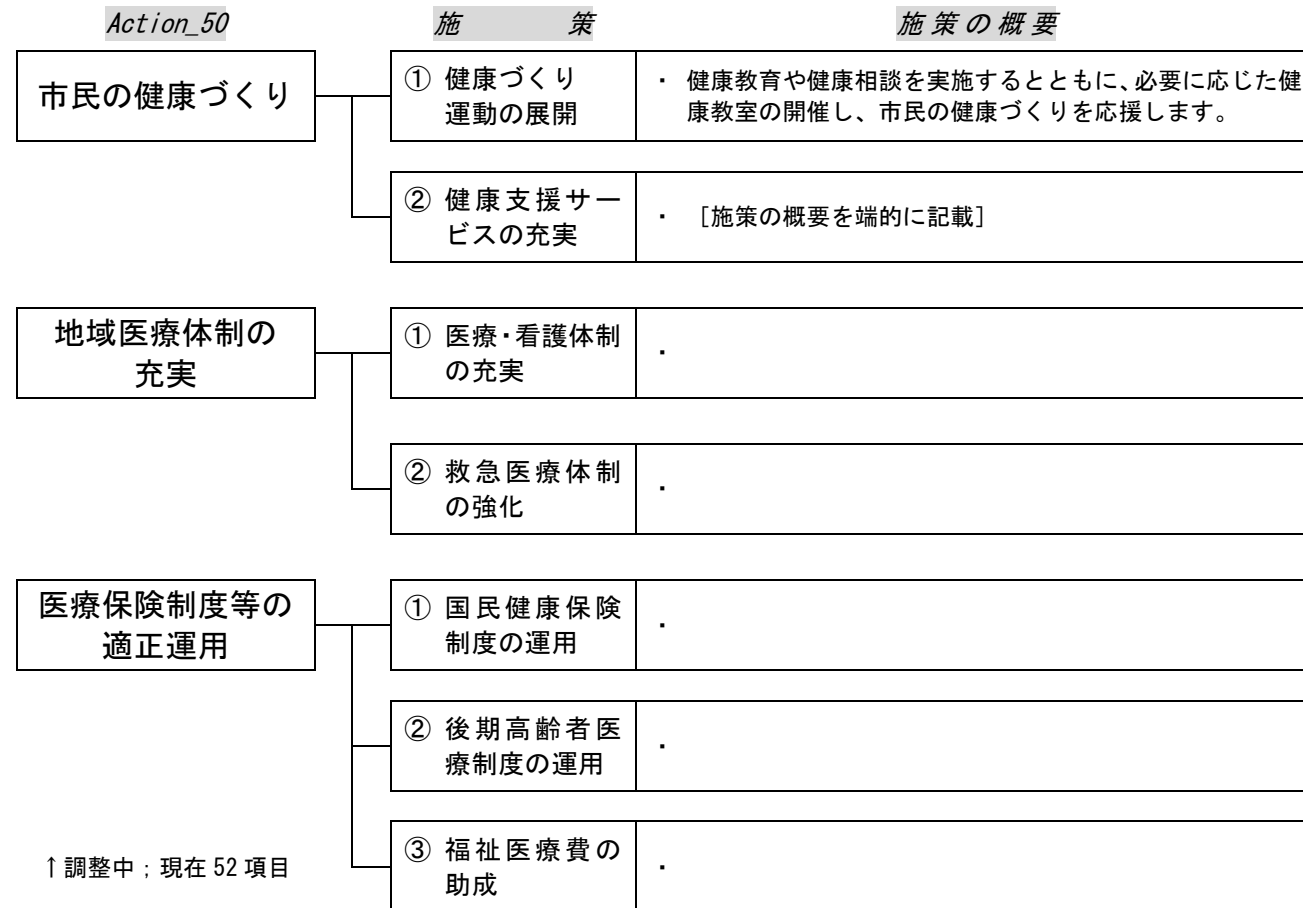 Action_50 施 策 施策の概要
市民の健康づくり
① 健康づくり
運動の展開
・ 健康教育や健康相談を実施するとともに、必要に応じた健
康教室の開催し、市民の健康づくりを応援します。
② 健康支援サー
ビスの充実
・ [施策の概要を端的に記載]
地域医療体制の
充実
① 医療・看護体制
の充実
・
② 救急医療体制
の強化
・
医療保険制度等の
適正運用
① 国民健康保険
制度の運用
・
② 後期高齢者医
療制度の運用
・
③ 福祉医療費の
助成
・
↑調整中；現在 52 項目